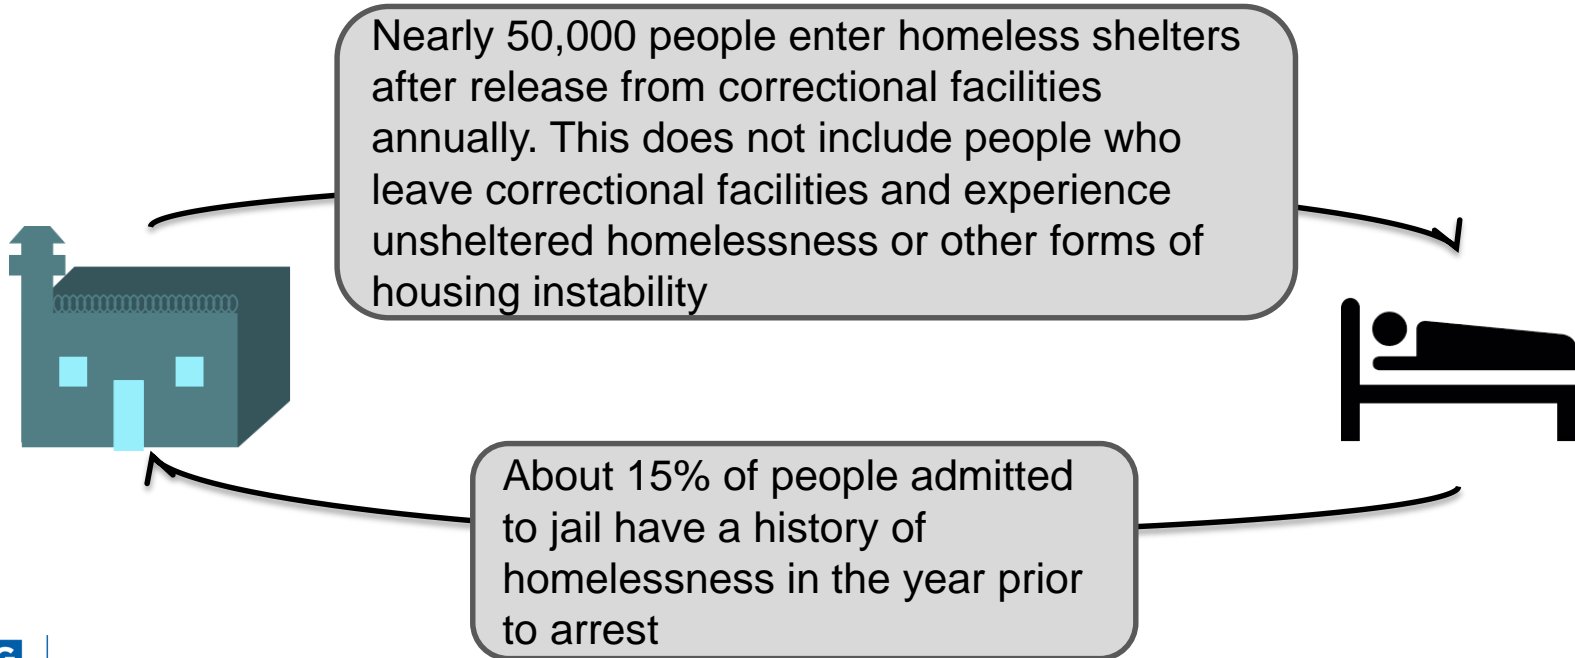 Nearly 50,000 people enter homeless shelters
after release from correctional facilities
annually. This does not include people who
leave correctional facilities and experience
unsheltered homelessness or other forms of
housing instability
About 15% of people admitted
to jail have a history of
homelessness in the year prior
to arrest